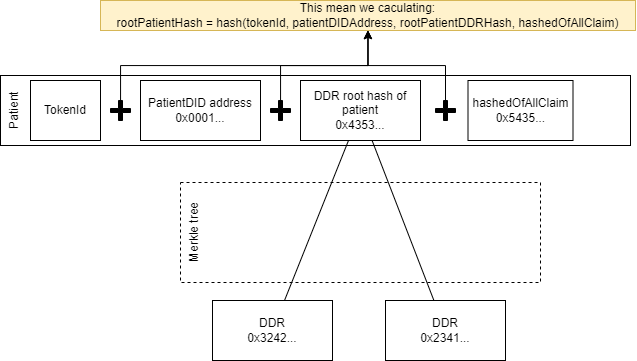 This mean we caculating:
rootPatientHash = hash(tokenId, patientDIDAddress, rootPatientDDRHash, hashedOfAllClaim)
Patient
TokenId
PatientDID address
0x0001...
DDR root hash of
patient
0x4353...
hashedOfAllClaim
0x5435...
Merkle tree
DDR
0x3242...
DDR
0x2341...